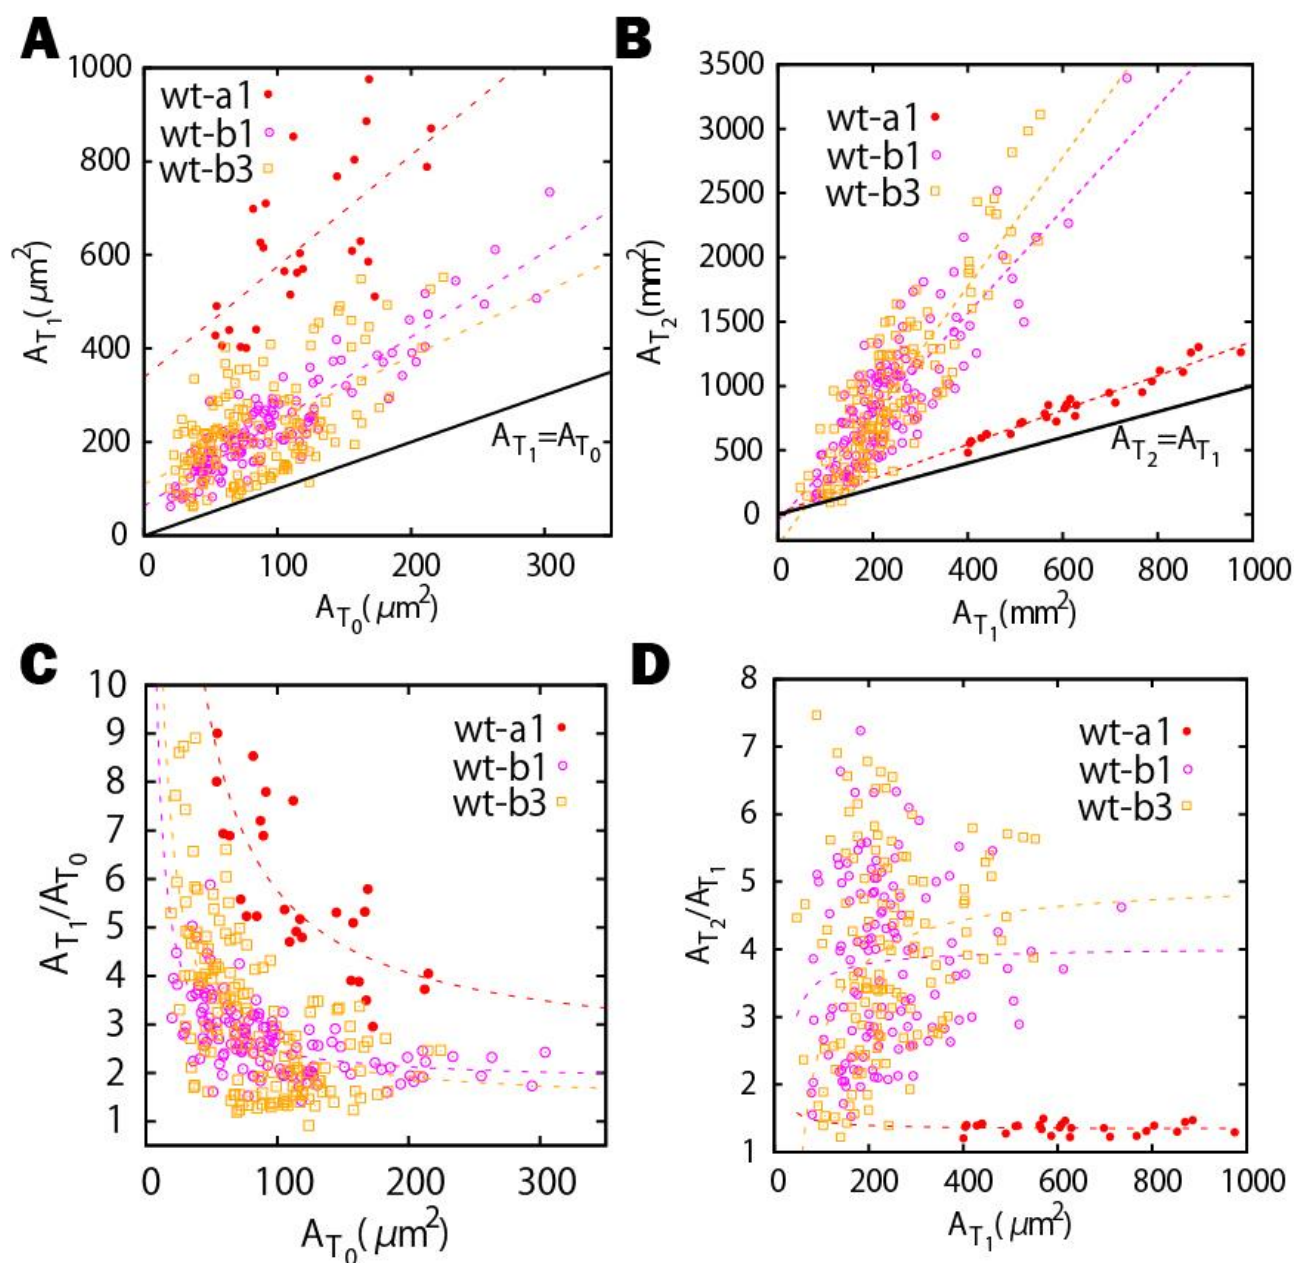 A
1000
800
600
400
200
0
A_T1 (μm²)
wt-a1
wt-b1
wt-b3
A_T1=A_T0
0 100 200 300
A_T0 (μm²)
B
3500
3000
2500
2000
1500
1000
500
0
A_T2 (mm²)
wt-a1
wt-b1
wt-b3
A_T2=A_T1
0 200 400 600 800 1000
A_T1 (mm²)
C
10
9
8
7
6
5
4
3
2
1
A_T1/A_T0
wt-a1
wt-b1
wt-b3
0 100 200 300
A_T0 (μm²)
D
8
7
6
5
4
3
2
1
A_T2/A_T1
wt-a1
wt-b1
wt-b3
0 200 400 600 800 1000
A_T1 (μm²)